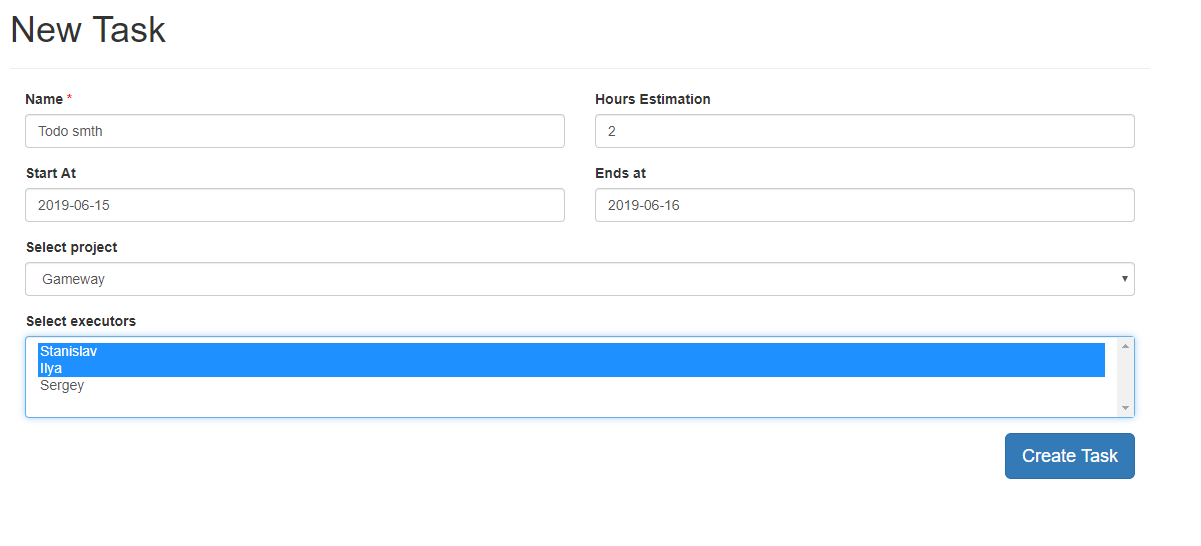 New Task
Name *
Hours Estimation
Todo smth
2
Start At
Ends at
2019-06-15
2019-06-16
Select project
Gameway
Select executors
Stanislav
Ilya
Sergey
Create Task